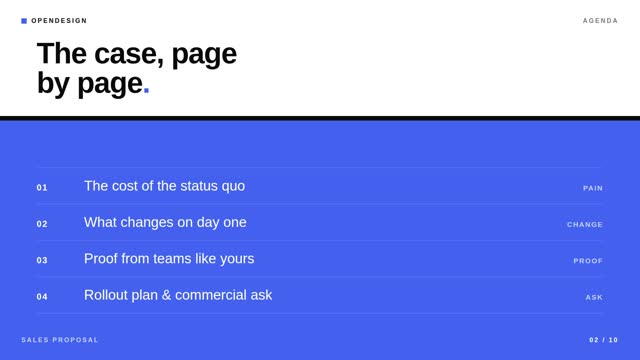 OPENDESIGN
AGENDA
The case, page
by page.
01 The cost of the status quo PAIN
02 What changes on day one CHANGE
03 Proof from teams like yours PROOF
04 Rollout plan & commercial ask ASK
SALES PROPOSAL
02 / 10